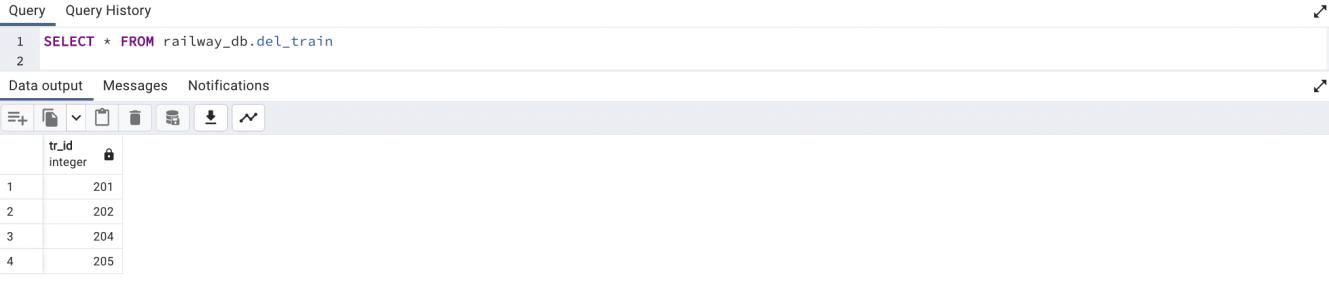 Query Query History
1 SELECT * FROM railway_db.del_train
2
Data output Messages Notifications
tr_id
integer
1 201
2 202
3 204
4 205